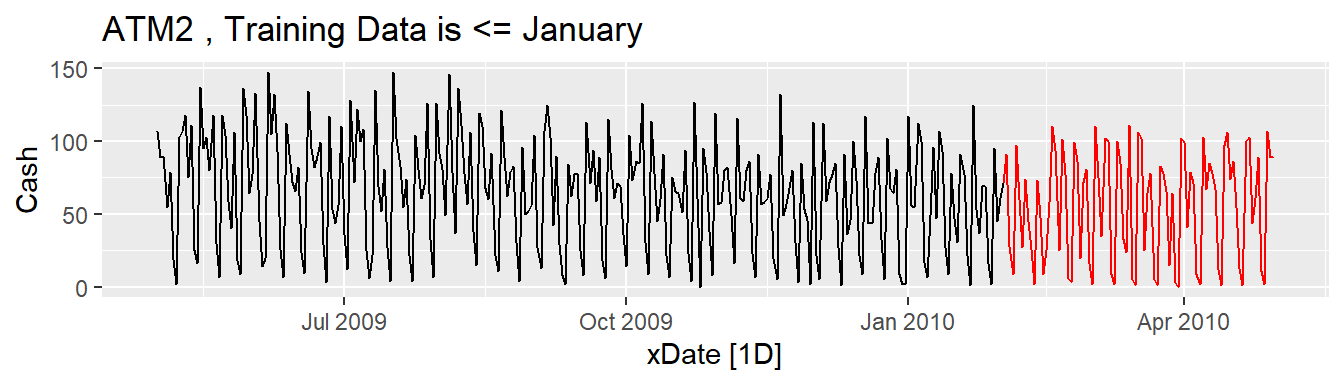 ATM2 , Training Data is <= January
150
100
50
0
Cash
Jul 2009 Oct 2009 Jan 2010 Apr 2010
xDate [1D]